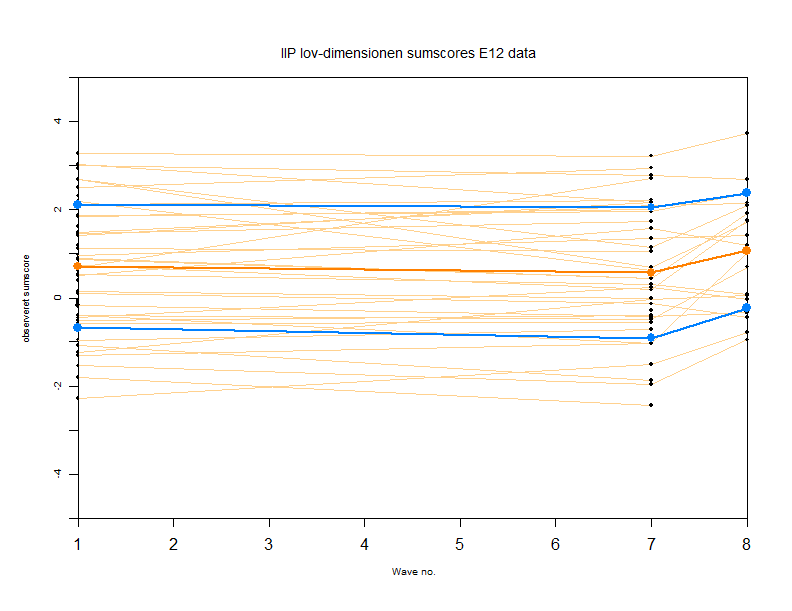 IIP lov-dimensionen sumscores E12 data
observeret sumscore
4
2
0
-2
-4
1 2 3 4 5 6 7 8
Wave no.